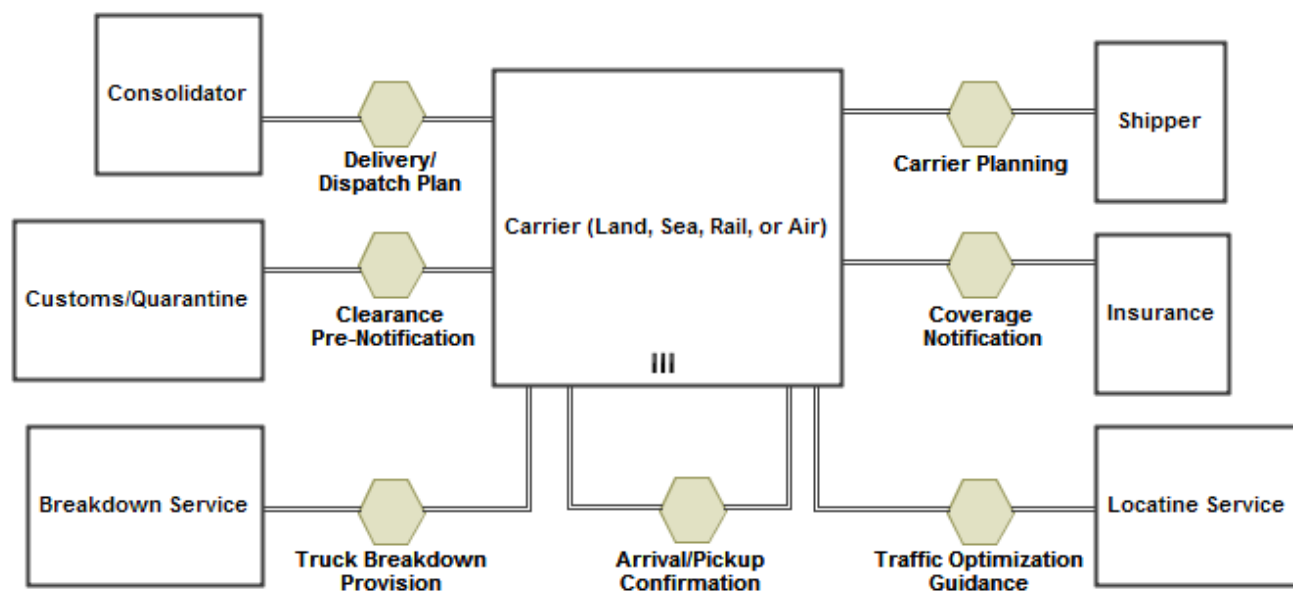 Consolidator
Delivery/
Dispatch Plan
Carrier (Land, Sea, Rail, or Air)
Carrier Planning
Shipper
Customs/Quarantine
Clearance
Pre-Notification
Coverage
Notification
Insurance
Breakdown Service
Truck Breakdown
Provision
Arrival/Pickup
Confirmation
Traffic Optimization
Guidance
Locatine Service